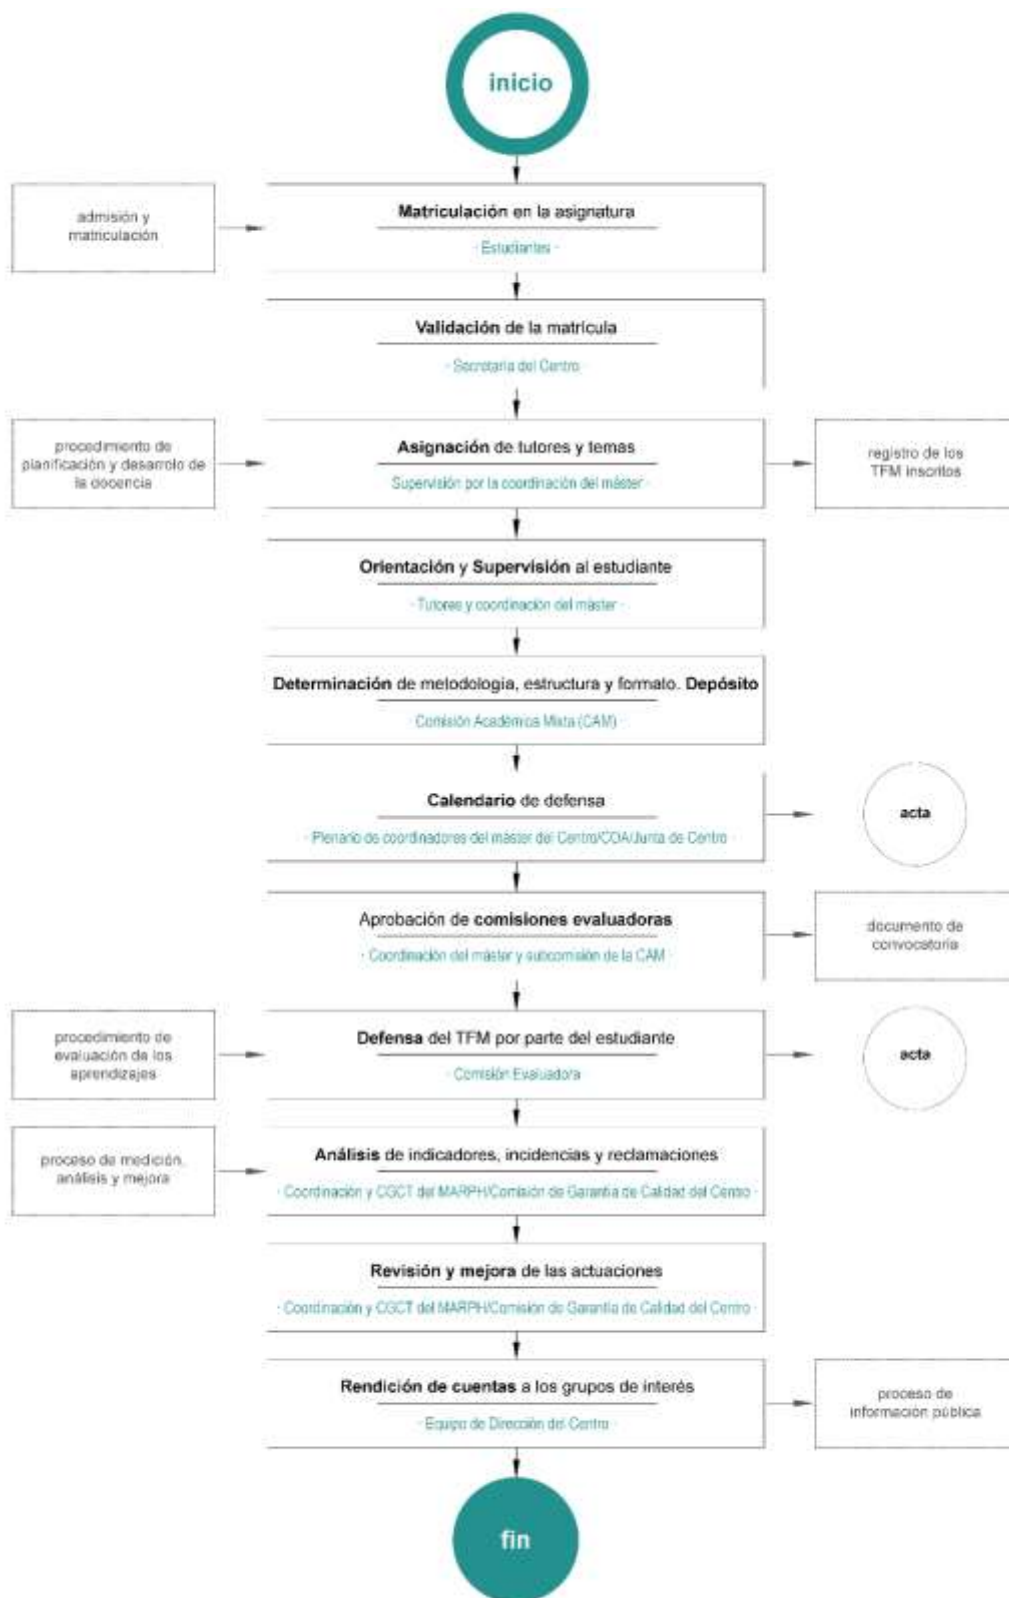 inicio
admisión y
matriculación
Matriculación en la asignatura
- Estudiantes -
Validación de la matrícula
- Secretaría del Centro -
procedimiento de
planificación y desarrolo de
la docencia
Asignación de tutores y temas
Supervisión por la coordinación del máster -
registro de los
TFM inscritos
Orientación y Supervisión al estudiante
- Tutores y coordinación del máster -
Determinación de metodología, estructura y formato. Depósito
- Comisión Académica Mixta (CAM) -
Calendario de defensa
- Plenario de coordinadores del máster del Centro/COA/Junta de Centro -
acta
Aprobación de comisiones evaluadoras
- Coordinación del máster y subcomisión de la CAM -
documento de
convocatoria
procedimiento de
evaluación de los
aprendizajes
Defensa del TFM por parte del estudiante
- Comisión Evaluadora -
acta
proceso de medición,
análisis y mejora
Análisis de indicadores, incidencias y reclamaciones
- Coordinación y CGCT del MARPH/Comisión de Garantía de Calidad del Centro -
Revisión y mejora de las actuaciones
- Coordinación y CGCT del MARPH/Comisión de Garantía de Calidad del Centro -
Rendición de cuentas a los grupos de interés
- Equipo de Dirección del Centro -
proceso de
información pública
fin